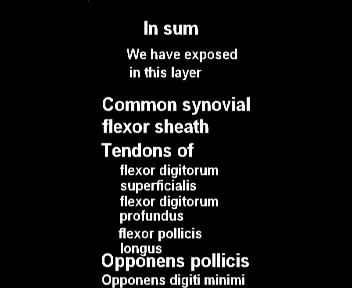 In sum
We have exposed
in this layer
Common synovial
flexor sheath
Tendons of
flexor digitorum
superficialis
flexor digitorum
profundus
flexor pollicis
longus
Opponens pollicis
Opponens digiti minimi